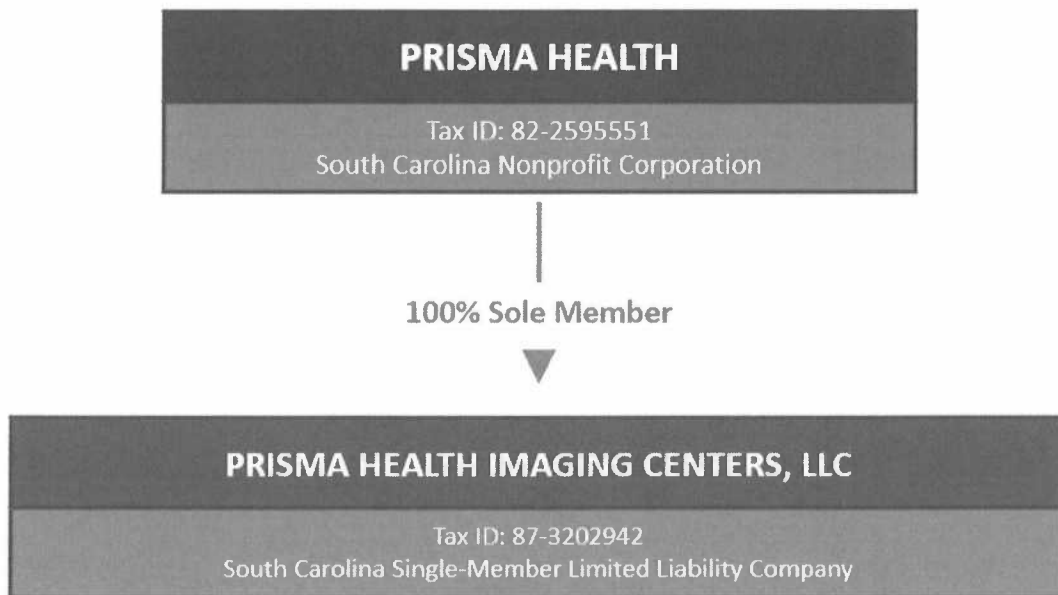 PRISMA HEALTH
Tax ID: 82-2595551
South Carolina Nonprofit Corporation
100% Sole Member
PRISMA HEALTH IMAGING CENTERS, LLC
Tax ID: 87-3202942
South Carolina Single-Member Limited Liability Company